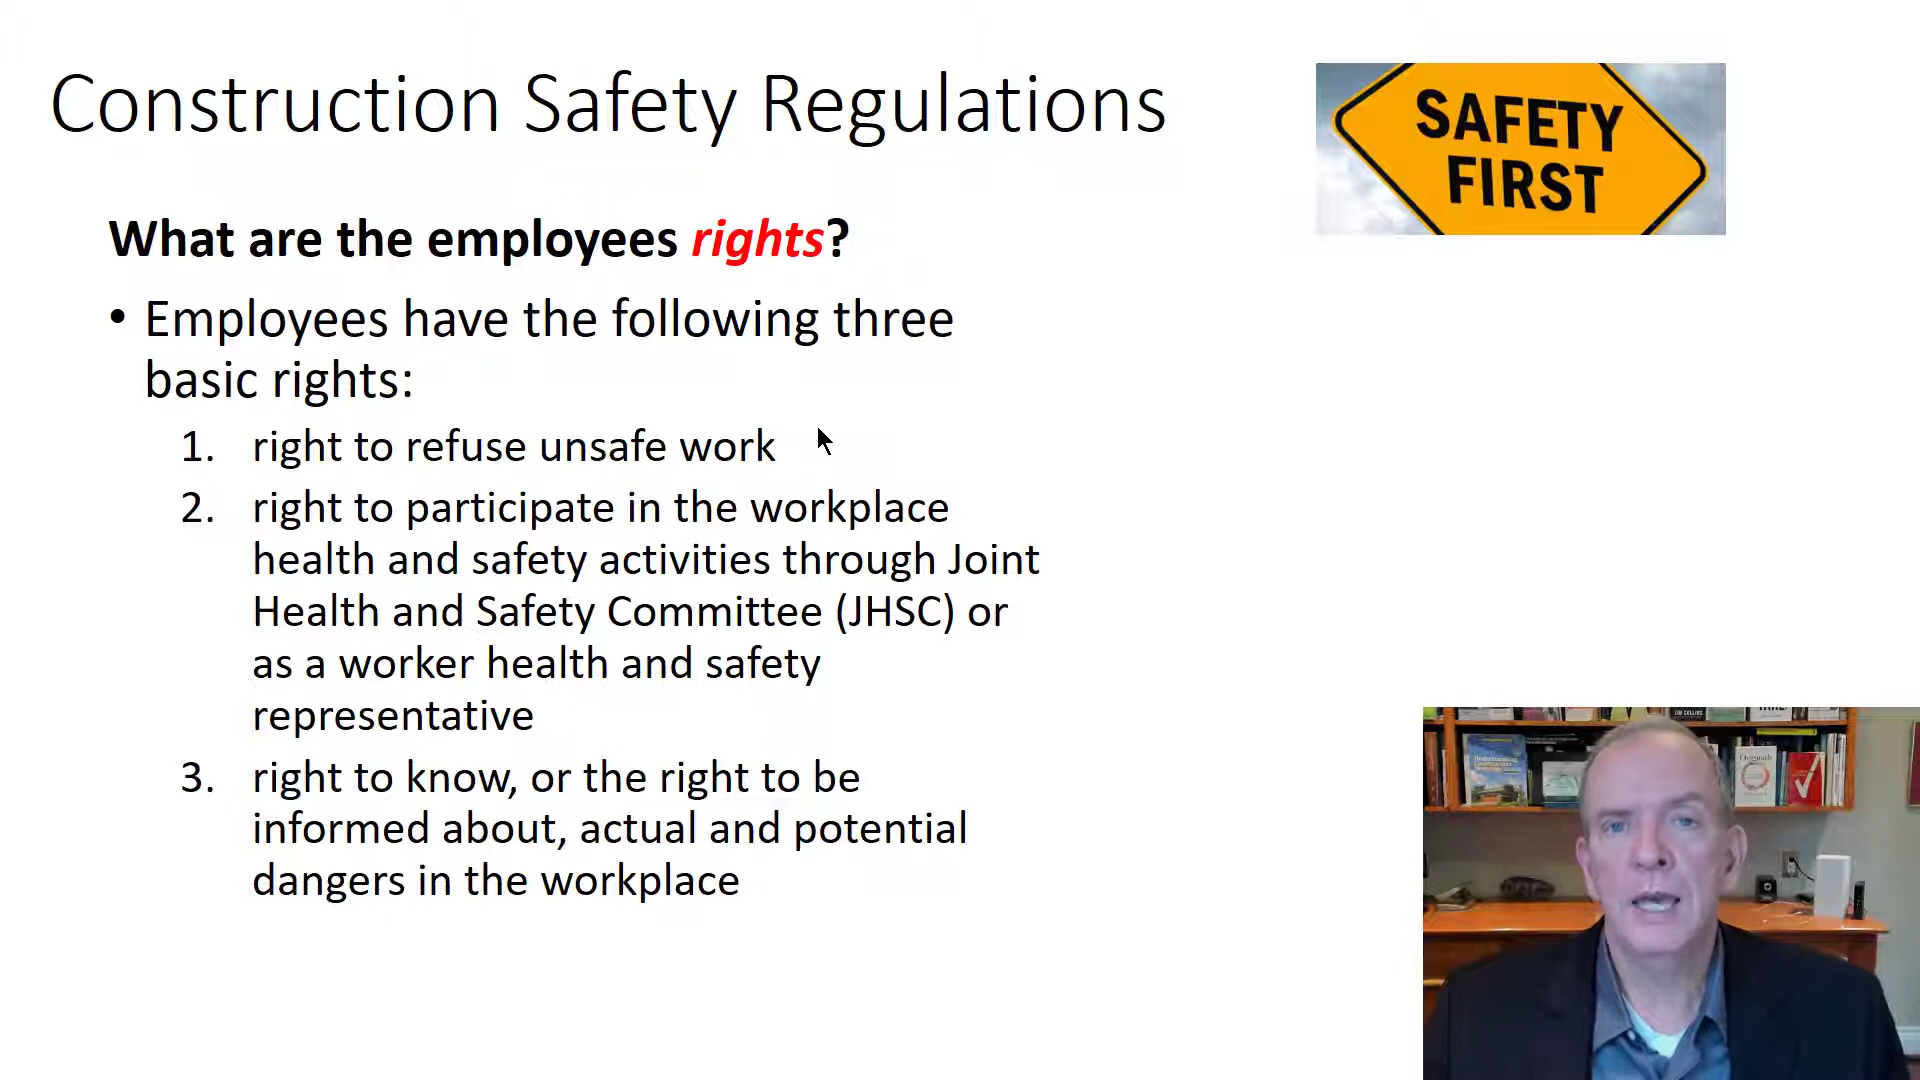 Construction Safety Regulations
SAFETY
FIRST
What are the employees rights?
• Employees have the following three
basic rights:
1. right to refuse unsafe work
2. right to participate in the workplace
health and safety activities through Joint
Health and Safety Committee (JHSC) or
as a worker health and safety
representative
3. right to know, or the right to be
informed about, actual and potential
dangers in the workplace
JIM COLLINS